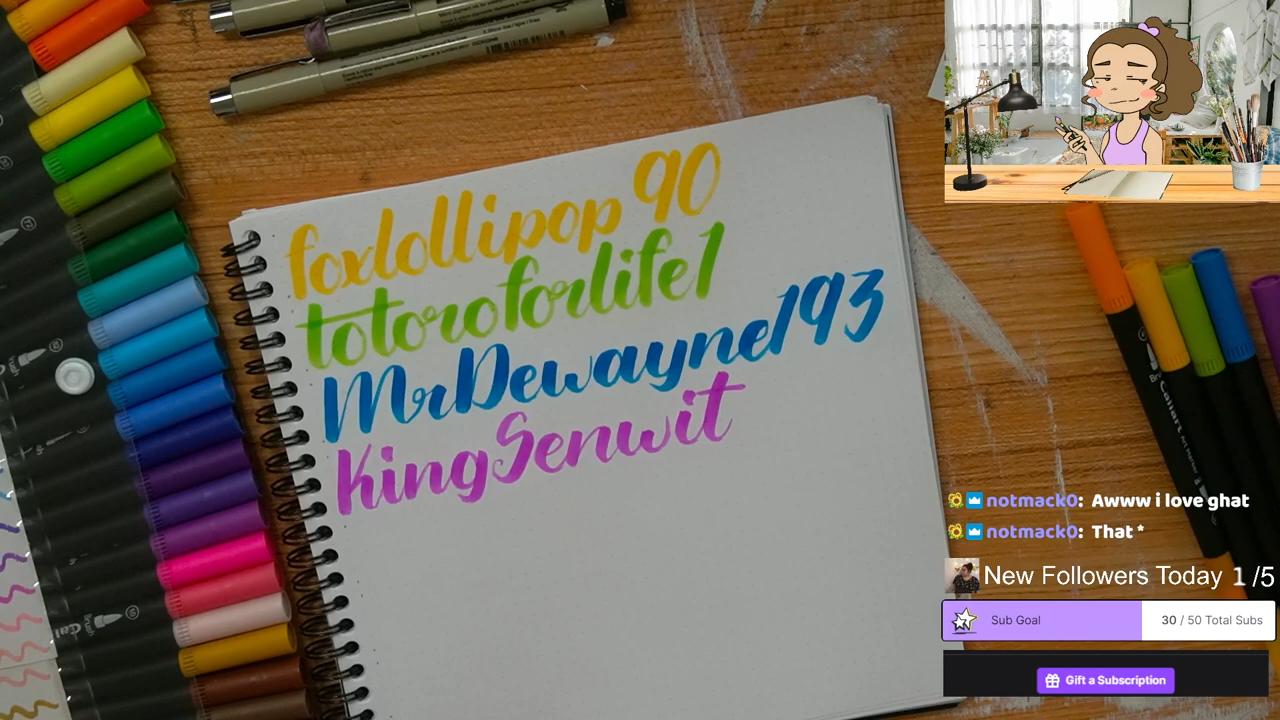 foxlollipop90
totoroforlife1
MrDewayne193
KingSenwit
notmack0: Awww i love ghat
notmack0: That *
New Followers Today 1 /5
Sub Goal
30 / 50 Total Subs
Gift a Subscription